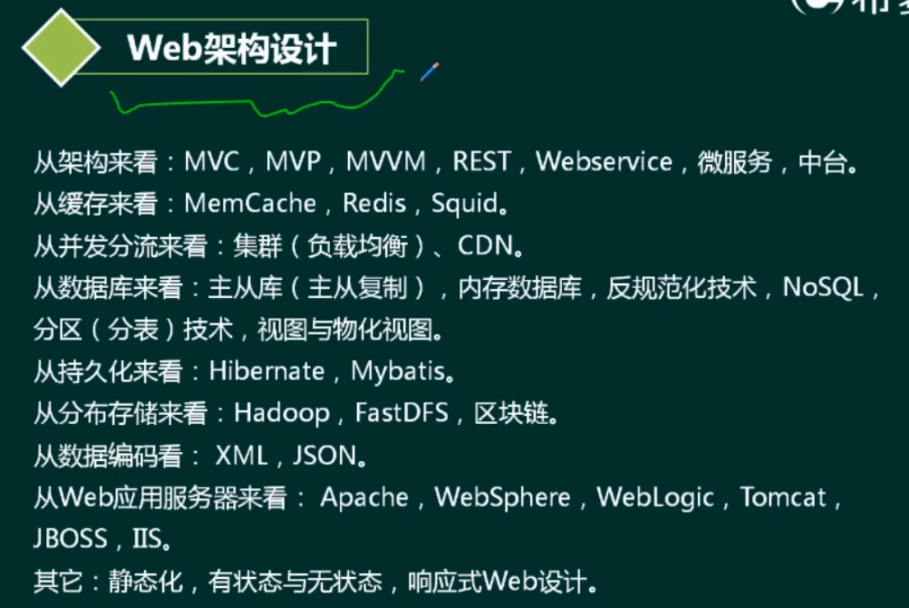 Web架构设计
从架构来看：MVC，MVP，MVVM，REST，Webservice，微服务，中台。
从缓存来看：MemCache，Redis，Squid。
从并发分流来看：集群（负载均衡）、CDN。
从数据库来看：主从库（主从复制），内存数据库，反规范化技术，NoSQL，
分区（分表）技术，视图与物化视图。
从持久化来看：Hibernate，Mybatis。
从分布存储来看：Hadoop，FastDFS，区块链。
从数据编码看： XML，JSON。
从Web应用服务器来看： Apache，WebSphere，WebLogic，Tomcat，
JBOSS，IIS。
其它：静态化，有状态与无状态，响应式Web设计。